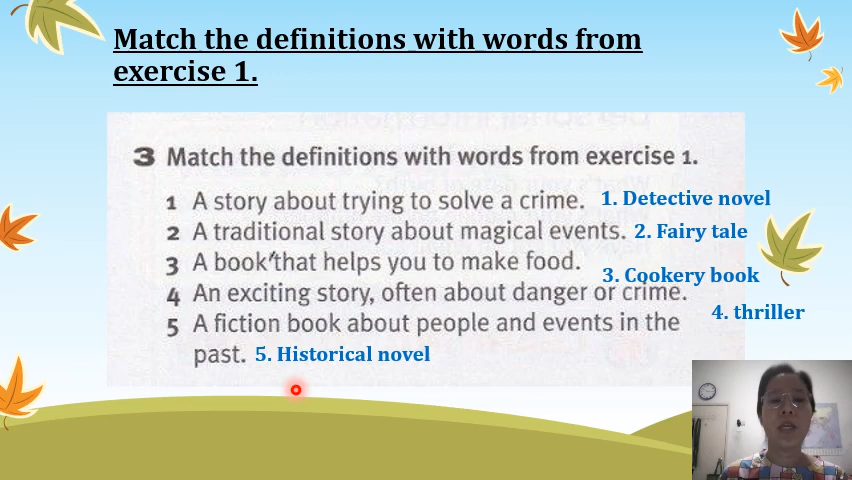 Match the definitions with words from
exercise 1.
3 Match the definitions with words from exercise 1.
1 A story about trying to solve a crime. 1. Detective novel
2 A traditional story about magical events. 2. Fairy tale
3 A book that helps you to make food. 3. Cookery book
4 An exciting story, often about danger or crime. 4. thriller
5 A fiction book about people and events in the
past. 5. Historical novel